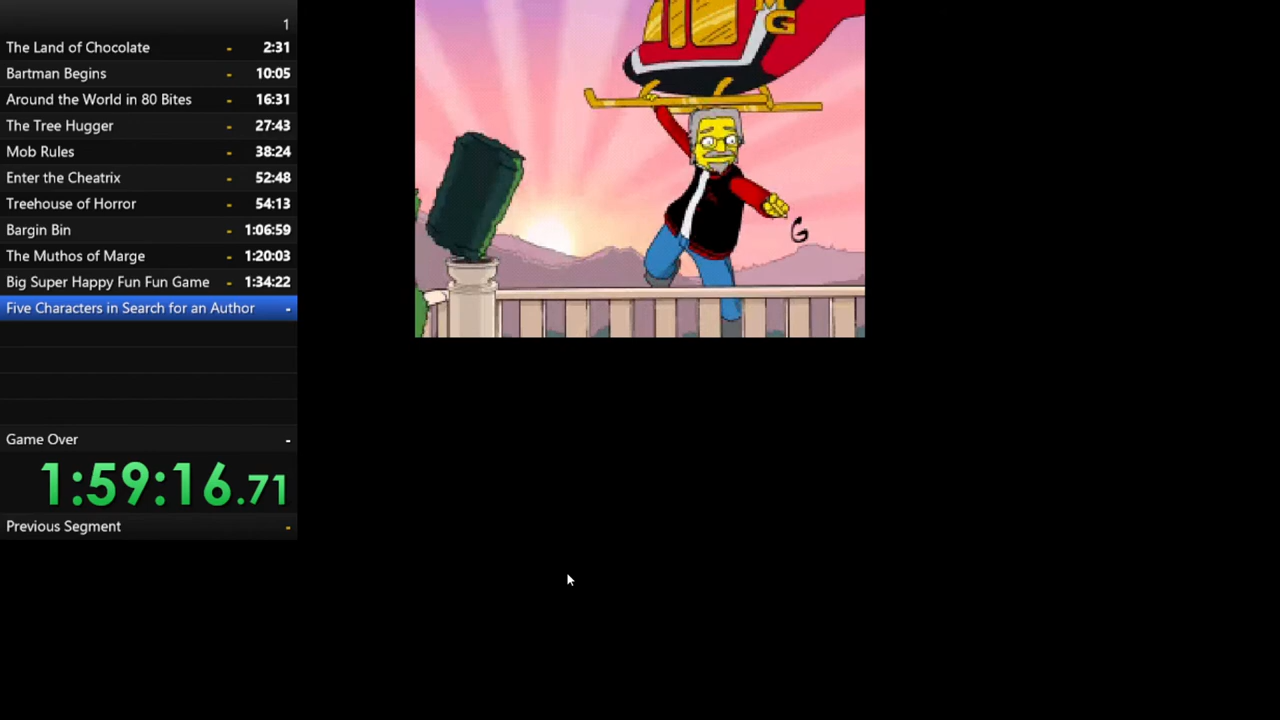 1
The Land of Chocolate - 2:31
Bartman Begins - 10:05
Around the World in 80 Bites - 16:31
The Tree Hugger - 27:43
Mob Rules - 38:24
Enter the Cheatrix - 52:48
Treehouse of Horror - 54:13
Bargin Bin - 1:06:59
The Muthos of Marge - 1:20:03
Big Super Happy Fun Fun Game - 1:34:22
Five Characters in Search for an Author -
Game Over -
1:59:16.71
Previous Segment -
M
G
G